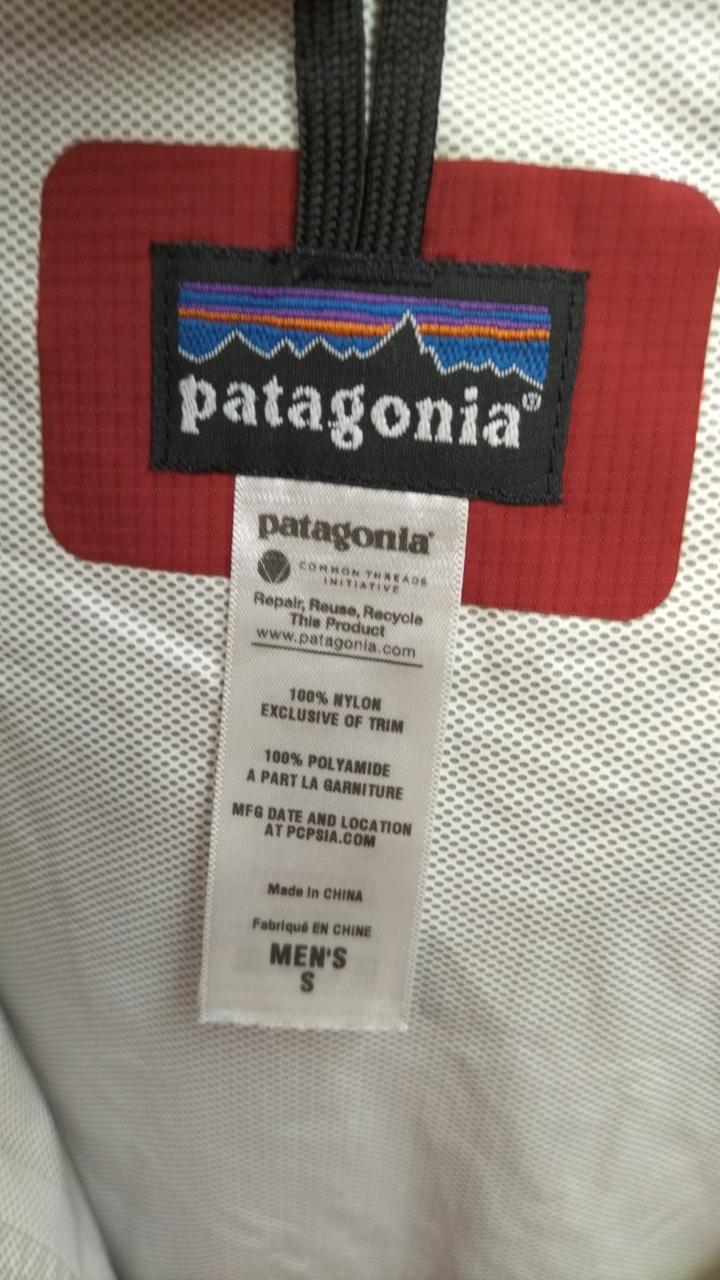 patagonia®
patagonia®
COMMON THREADS
INITIATIVE
Repair, Reuse, Recycle
This Product
www.patagonia.com
100% NYLON
EXCLUSIVE OF TRIM
100% POLYAMIDE
A PART LA GARNITURE
MFG DATE AND LOCATION
AT PCPSIA.COM
Made in CHINA
Fabriqué EN CHINE
MEN'S
S